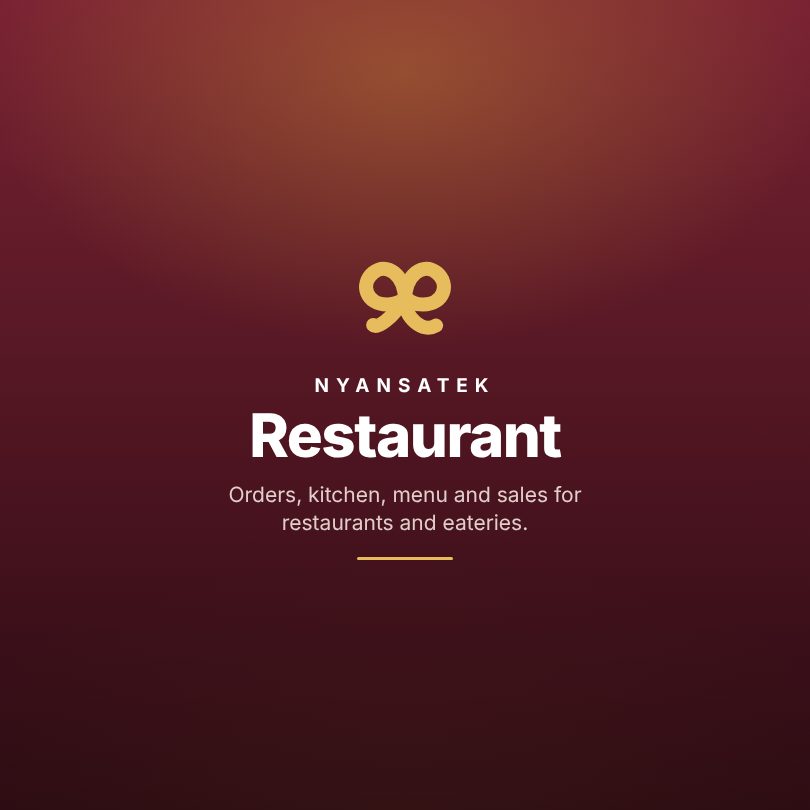 NYANSATEK
Restaurant
Orders, kitchen, menu and sales for
restaurants and eateries.